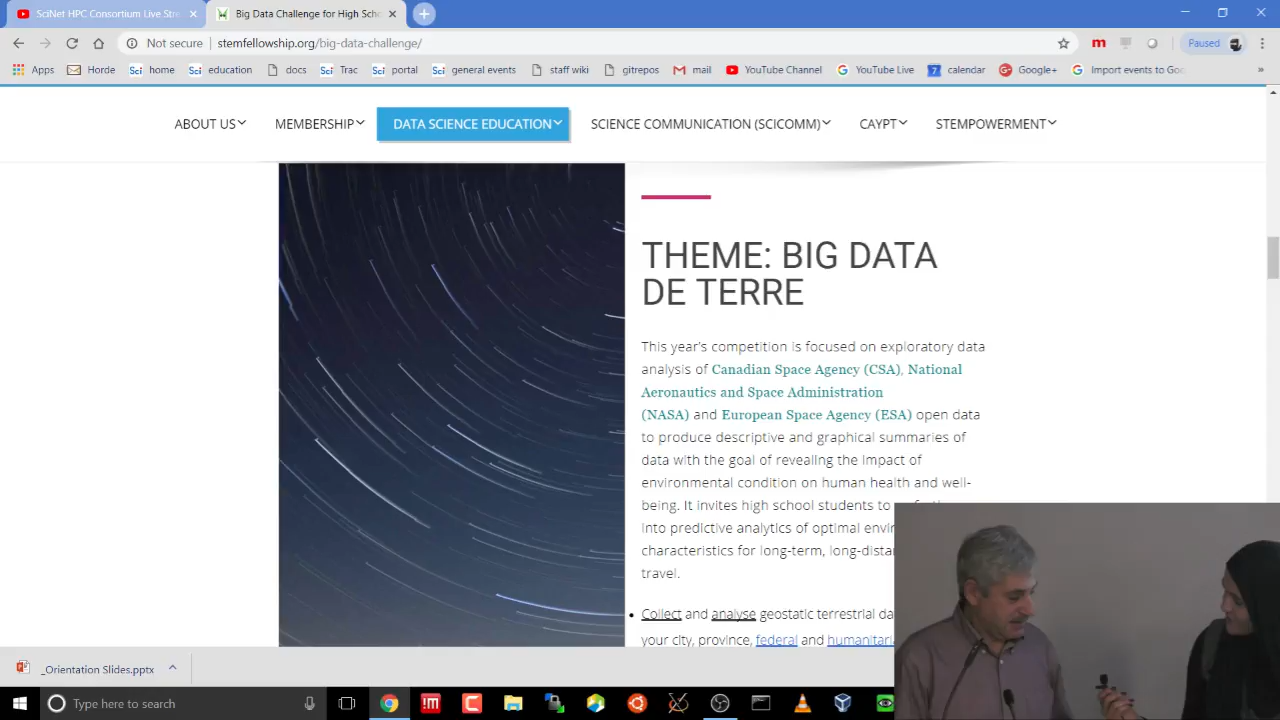 SciNet HPC Consortium Live Stre
Big Data Challenge for High Scho
Not secure
stemfellowship.org/big-data-challenge/
Paused
Apps
Horde
home
education
docs
Trac
portal
general events
staff wiki
gitrepos
mail
YouTube Channel
YouTube Live
calendar
Google+
Import events to Goo
»
ABOUT US
MEMBERSHIP
DATA SCIENCE EDUCATION
SCIENCE COMMUNICATION (SCICOMM)
CAYPT
STEMPOWERMENT
THEME: BIG DATA
DE TERRE
This year's competition is focused on exploratory data
analysis of Canadian Space Agency (CSA), National
Aeronautics and Space Administration
(NASA) and European Space Agency (ESA) open data
to produce descriptive and graphical summaries of
data with the goal of revealing the impact of
environmental condition on human health and well-
being. It invites high school students to
into predictive analytics of optimal
characteristics for long-term,
travel.
• Collect and analyse geostatic terrestrial
your city, province, federal and
_Orientation Slides.pptx
Type here to search